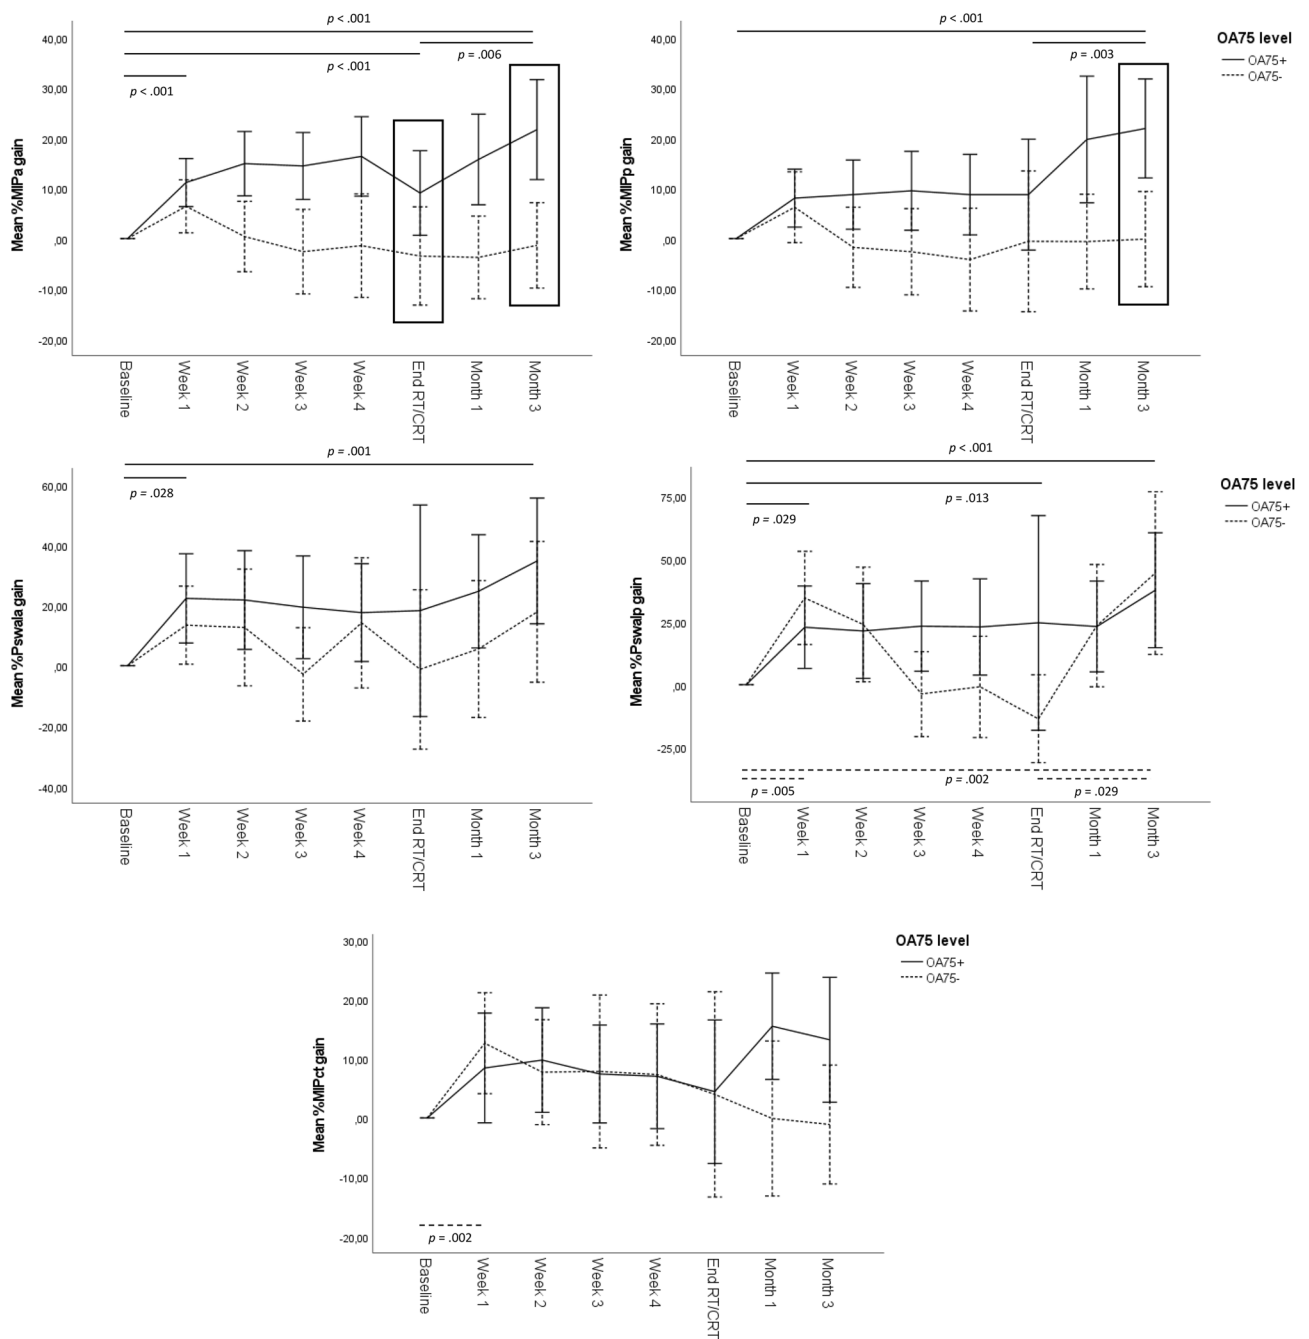 p < .001
p < .001
p = .006
p < .001
40,00
30,00
20,00
10,00
,00
-10,00
-20,00
Mean %MIPa gain
Baseline
Week 1
Week 2
Week 3
Week 4
End RT/CRT
Month 1
Month 3
p < .001
p = .003
40,00
30,00
20,00
10,00
,00
-10,00
-20,00
Mean %MIPp gain
Baseline
Week 1
Week 2
Week 3
Week 4
End RT/CRT
Month 1
Month 3
OA75 level
OA75+
OA75-
p = .001
p = .028
60,00
40,00
20,00
,00
-20,00
-40,00
Mean %Pswala gain
Baseline
Week 1
Week 2
Week 3
Week 4
End RT/CRT
Month 1
Month 3
p < .001
p = .013
p = .029
75,00
50,00
25,00
,00
-25,00
Mean %Pswalp gain
p = .002
p = .005
p = .029
Baseline
Week 1
Week 2
Week 3
Week 4
End RT/CRT
Month 1
Month 3
OA75 level
OA75+
OA75-
30,00
20,00
10,00
,00
-10,00
-20,00
Mean %MIPct gain
p = .002
Baseline
Week 1
Week 2
Week 3
Week 4
End RT/CRT
Month 1
Month 3
OA75 level
OA75+
OA75-